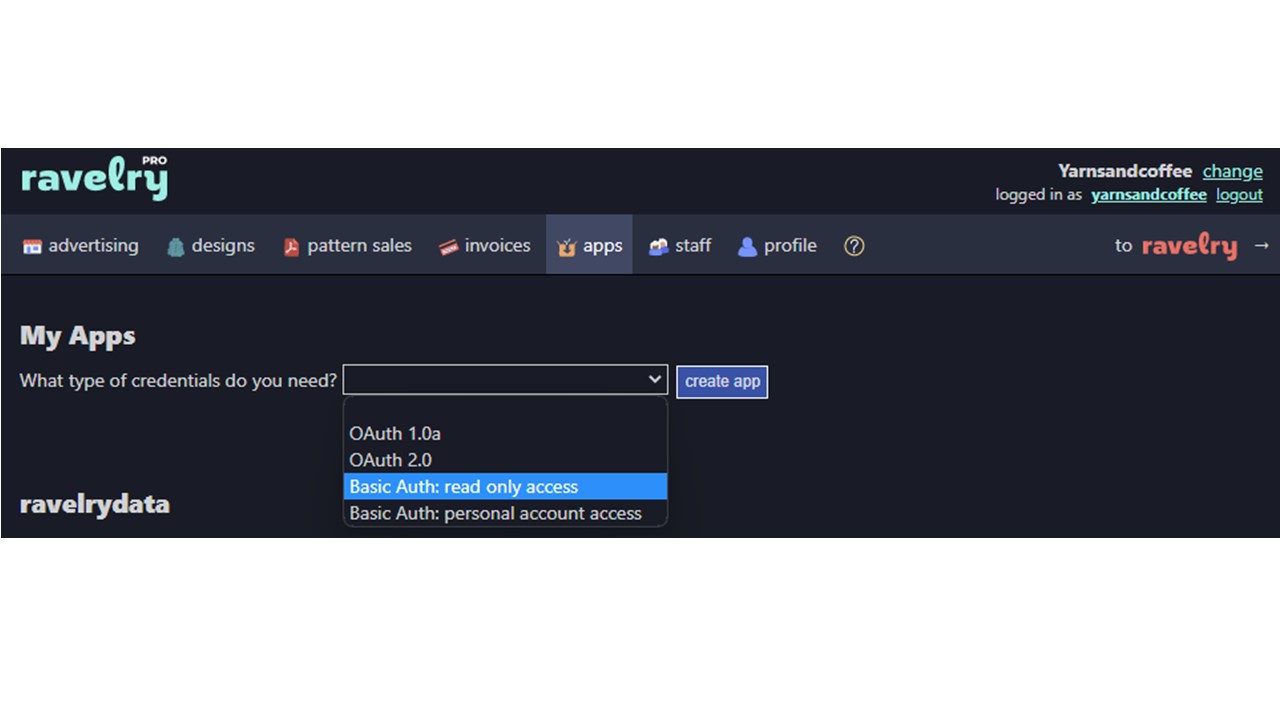 ravelry PRO
Yarnsandcoffee change
logged in as yarnsandcoffee logout
advertising designs pattern sales invoices apps staff profile ? to ravelry →
My Apps
What type of credentials do you need? create app
OAuth 1.0a
OAuth 2.0
Basic Auth: read only access
Basic Auth: personal account access
ravelrydata